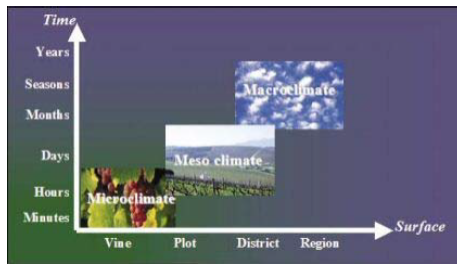 Time
Years
Seasons
Macroclimate
Months
Days
Meso climate
Hours
Microclimate
Minutes
Surface
Vine Plot District Region